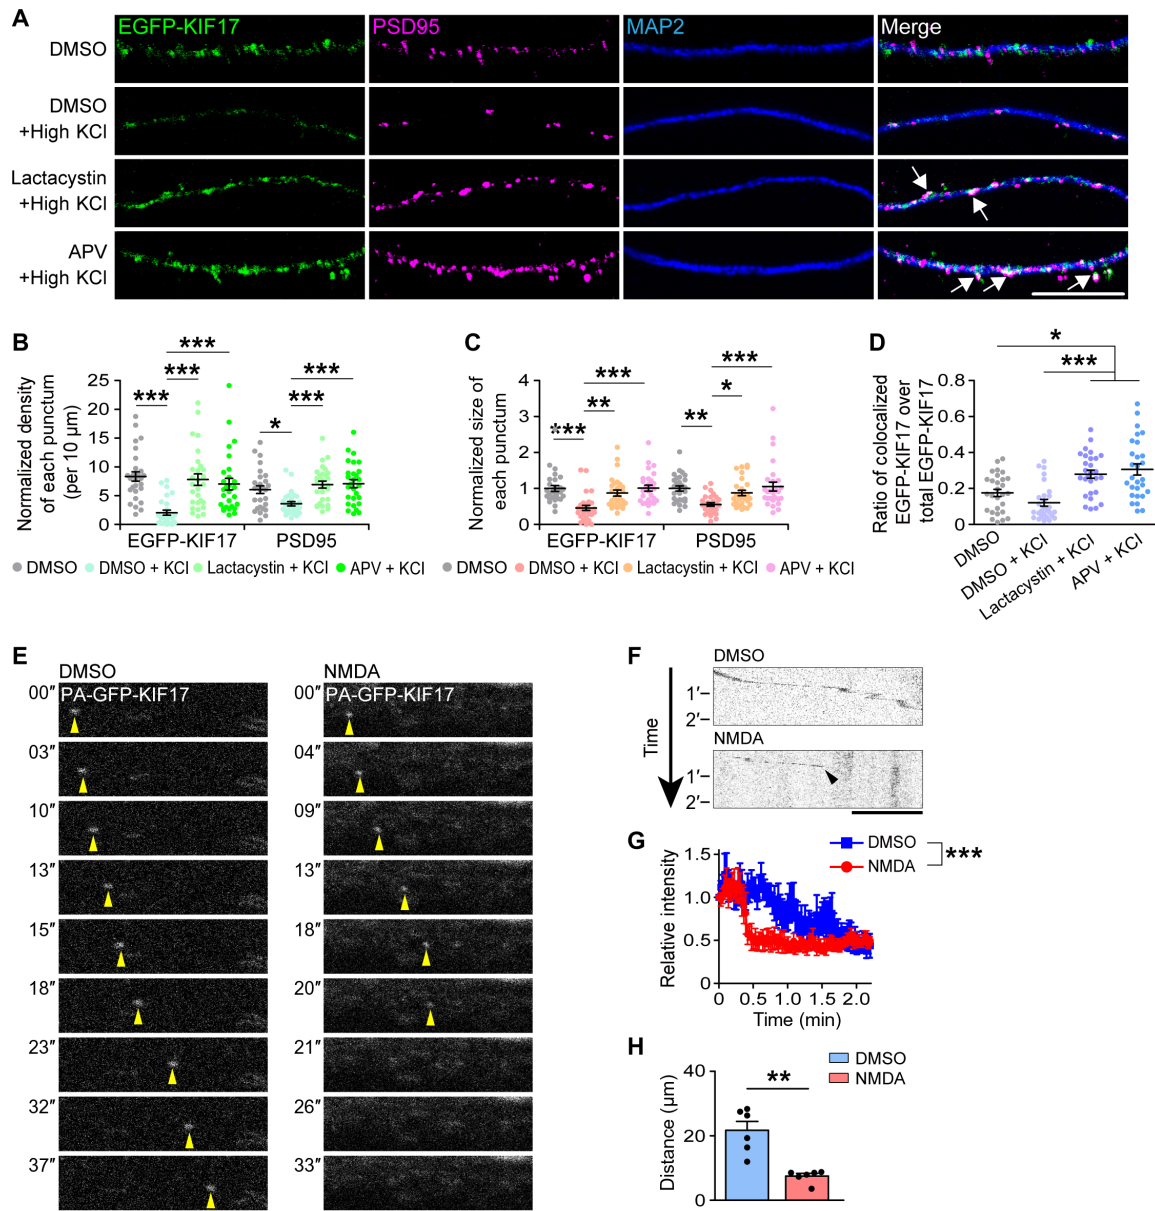 A
EGFP-KIF17
PSD95
MAP2
Merge
DMSO
DMSO
+High KCl
Lactacystin
+High KCl
APV
+High KCl
B
Normalized density
of each punctum
(per 10 μm)
25
20
15
10
5
0
***
***
***
*
***
***
EGFP-KIF17
PSD95
DMSO
DMSO + KCl
Lactacystin + KCl
APV + KCl
C
Normalized size of
each punctum
4
3
2
1
0
***
**
***
**
*
***
EGFP-KIF17
PSD95
DMSO
DMSO + KCl
Lactacystin + KCl
APV + KCl
D
Ratio of colocalized
EGFP-KIF17 over
total EGFP-KIF17
0.8
0.6
0.4
0.2
0
*
***
DMSO
DMSO + KCl
Lactacystin + KCl
APV + KCl
E
DMSO
PA-GFP-KIF17
00″
03″
10″
13″
15″
18″
23″
32″
37″
NMDA
PA-GFP-KIF17
00″
04″
09″
13″
18″
20″
21″
26″
33″
F
Time
DMSO
1′
2′
NMDA
1′
2′
G
DMSO
NMDA
***
Relative intensity
1.5
1.0
0.5
0
0 0.5 1.0 1.5 2.0
Time (min)
H
DMSO
NMDA
Distance (μm)
40
20
0
**